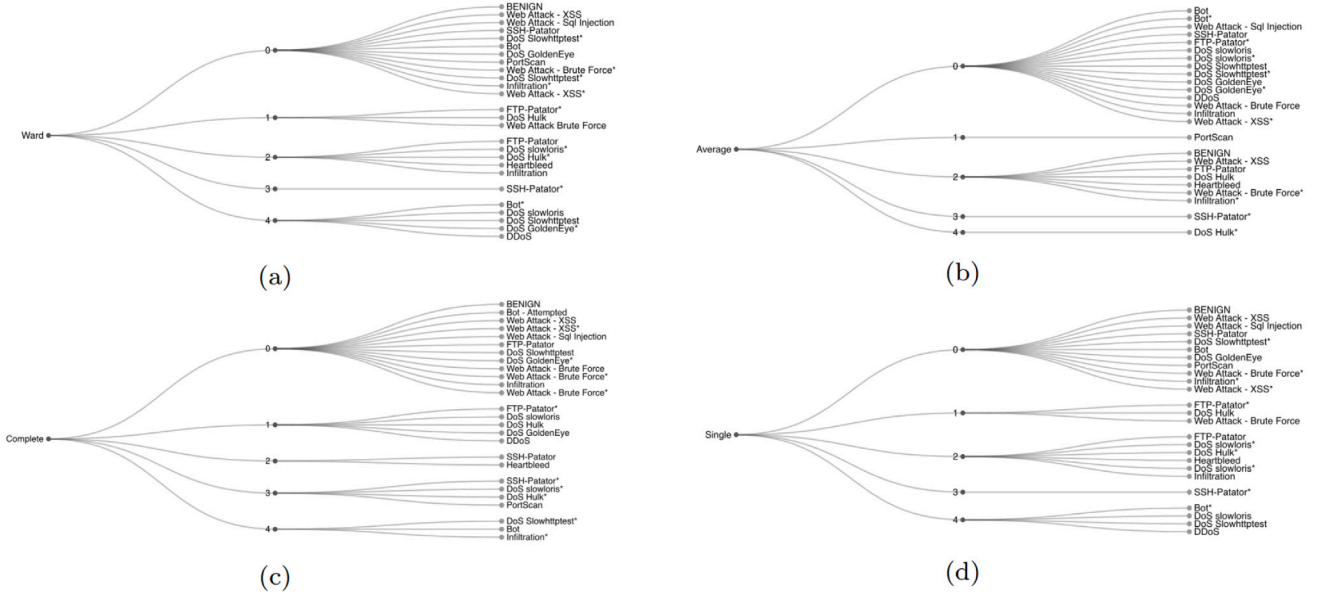 Ward
0
BENIGN
Web Attack - XSS
Web Attack - Sql Injection
SSH-Patator
DoS Slowhttptest*
Bot
DoS GoldenEye
PortScan
Web Attack - Brute Force*
DoS Slowhttptest*
Infiltration*
Web Attack - XSS*
1
FTP-Patator*
DoS Hulk
Web Attack Brute Force
2
FTP-Patator
DoS slowloris*
DoS Hulk*
Heartbleed
Infiltration
3
SSH-Patator*
4
Bot*
DoS slowloris
DoS Slowhttptest
DoS GoldenEye*
DDoS
(a)
Average
0
Bot
Bot*
Web Attack - Sql Injection
SSH-Patator
FTP-Patator*
DoS slowloris
DoS slowloris*
DoS Slowhttptest
DoS Slowhttptest*
DoS GoldenEye
DoS GoldenEye*
DDoS
Web Attack - Brute Force
Infiltration
Web Attack - XSS*
1
PortScan
2
BENIGN
Web Attack - XSS
FTP-Patator
DoS Hulk
Heartbleed
Web Attack - Brute Force*
Infiltration*
3
SSH-Patator*
4
DoS Hulk*
(b)
Complete
0
BENIGN
Bot - Attempted
Web Attack - XSS
Web Attack - XSS*
Web Attack - Sql Injection
FTP-Patator
DoS Slowhttptest
DoS GoldenEye*
Web Attack - Brute Force
Web Attack - Brute Force*
Infiltration
Web Attack - Brute Force*
1
FTP-Patator*
DoS slowloris
DoS Hulk
DoS GoldenEye
DDoS
2
SSH-Patator
Heartbleed
3
SSH-Patator*
DoS slowloris*
DoS Hulk*
PortScan
4
DoS Slowhttptest*
Bot
Infiltration*
(c)
Single
0
BENIGN
Web Attack - XSS
Web Attack - Sql Injection
SSH-Patator
DoS Slowhttptest*
Bot
DoS GoldenEye
PortScan
Web Attack - Brute Force*
Infiltration*
Web Attack - XSS*
1
FTP-Patator*
DoS Hulk
Web Attack - Brute Force
2
FTP-Patator
DoS slowloris*
DoS Hulk*
Heartbleed
DoS slowloris*
Infiltration
3
SSH-Patator*
4
Bot*
DoS slowloris
DoS Slowhttptest
DDoS
(d)